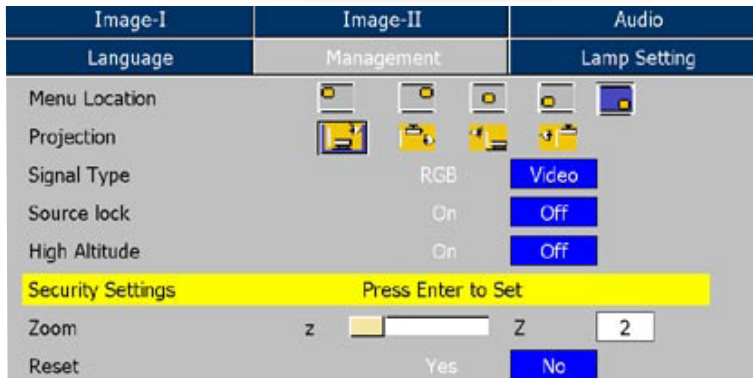 Image-I Image-II Audio
Language Management Lamp Setting
Menu Location
Projection
Signal Type RGB Video
Source lock On Off
High Altitude On Off
Security Settings Press Enter to Set
Zoom z Z 2
Reset Yes No